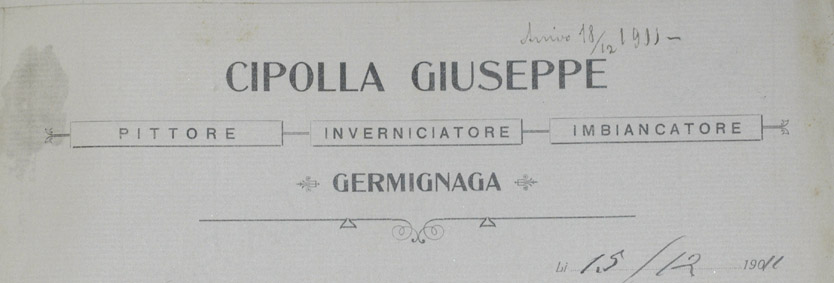 Arrivo 18/12 1911 -
CIPOLLA GIUSEPPE
PITTORE INVERNICIATORE IMBIANCATORE
GERMIGNAGA
Li 15/12 1911